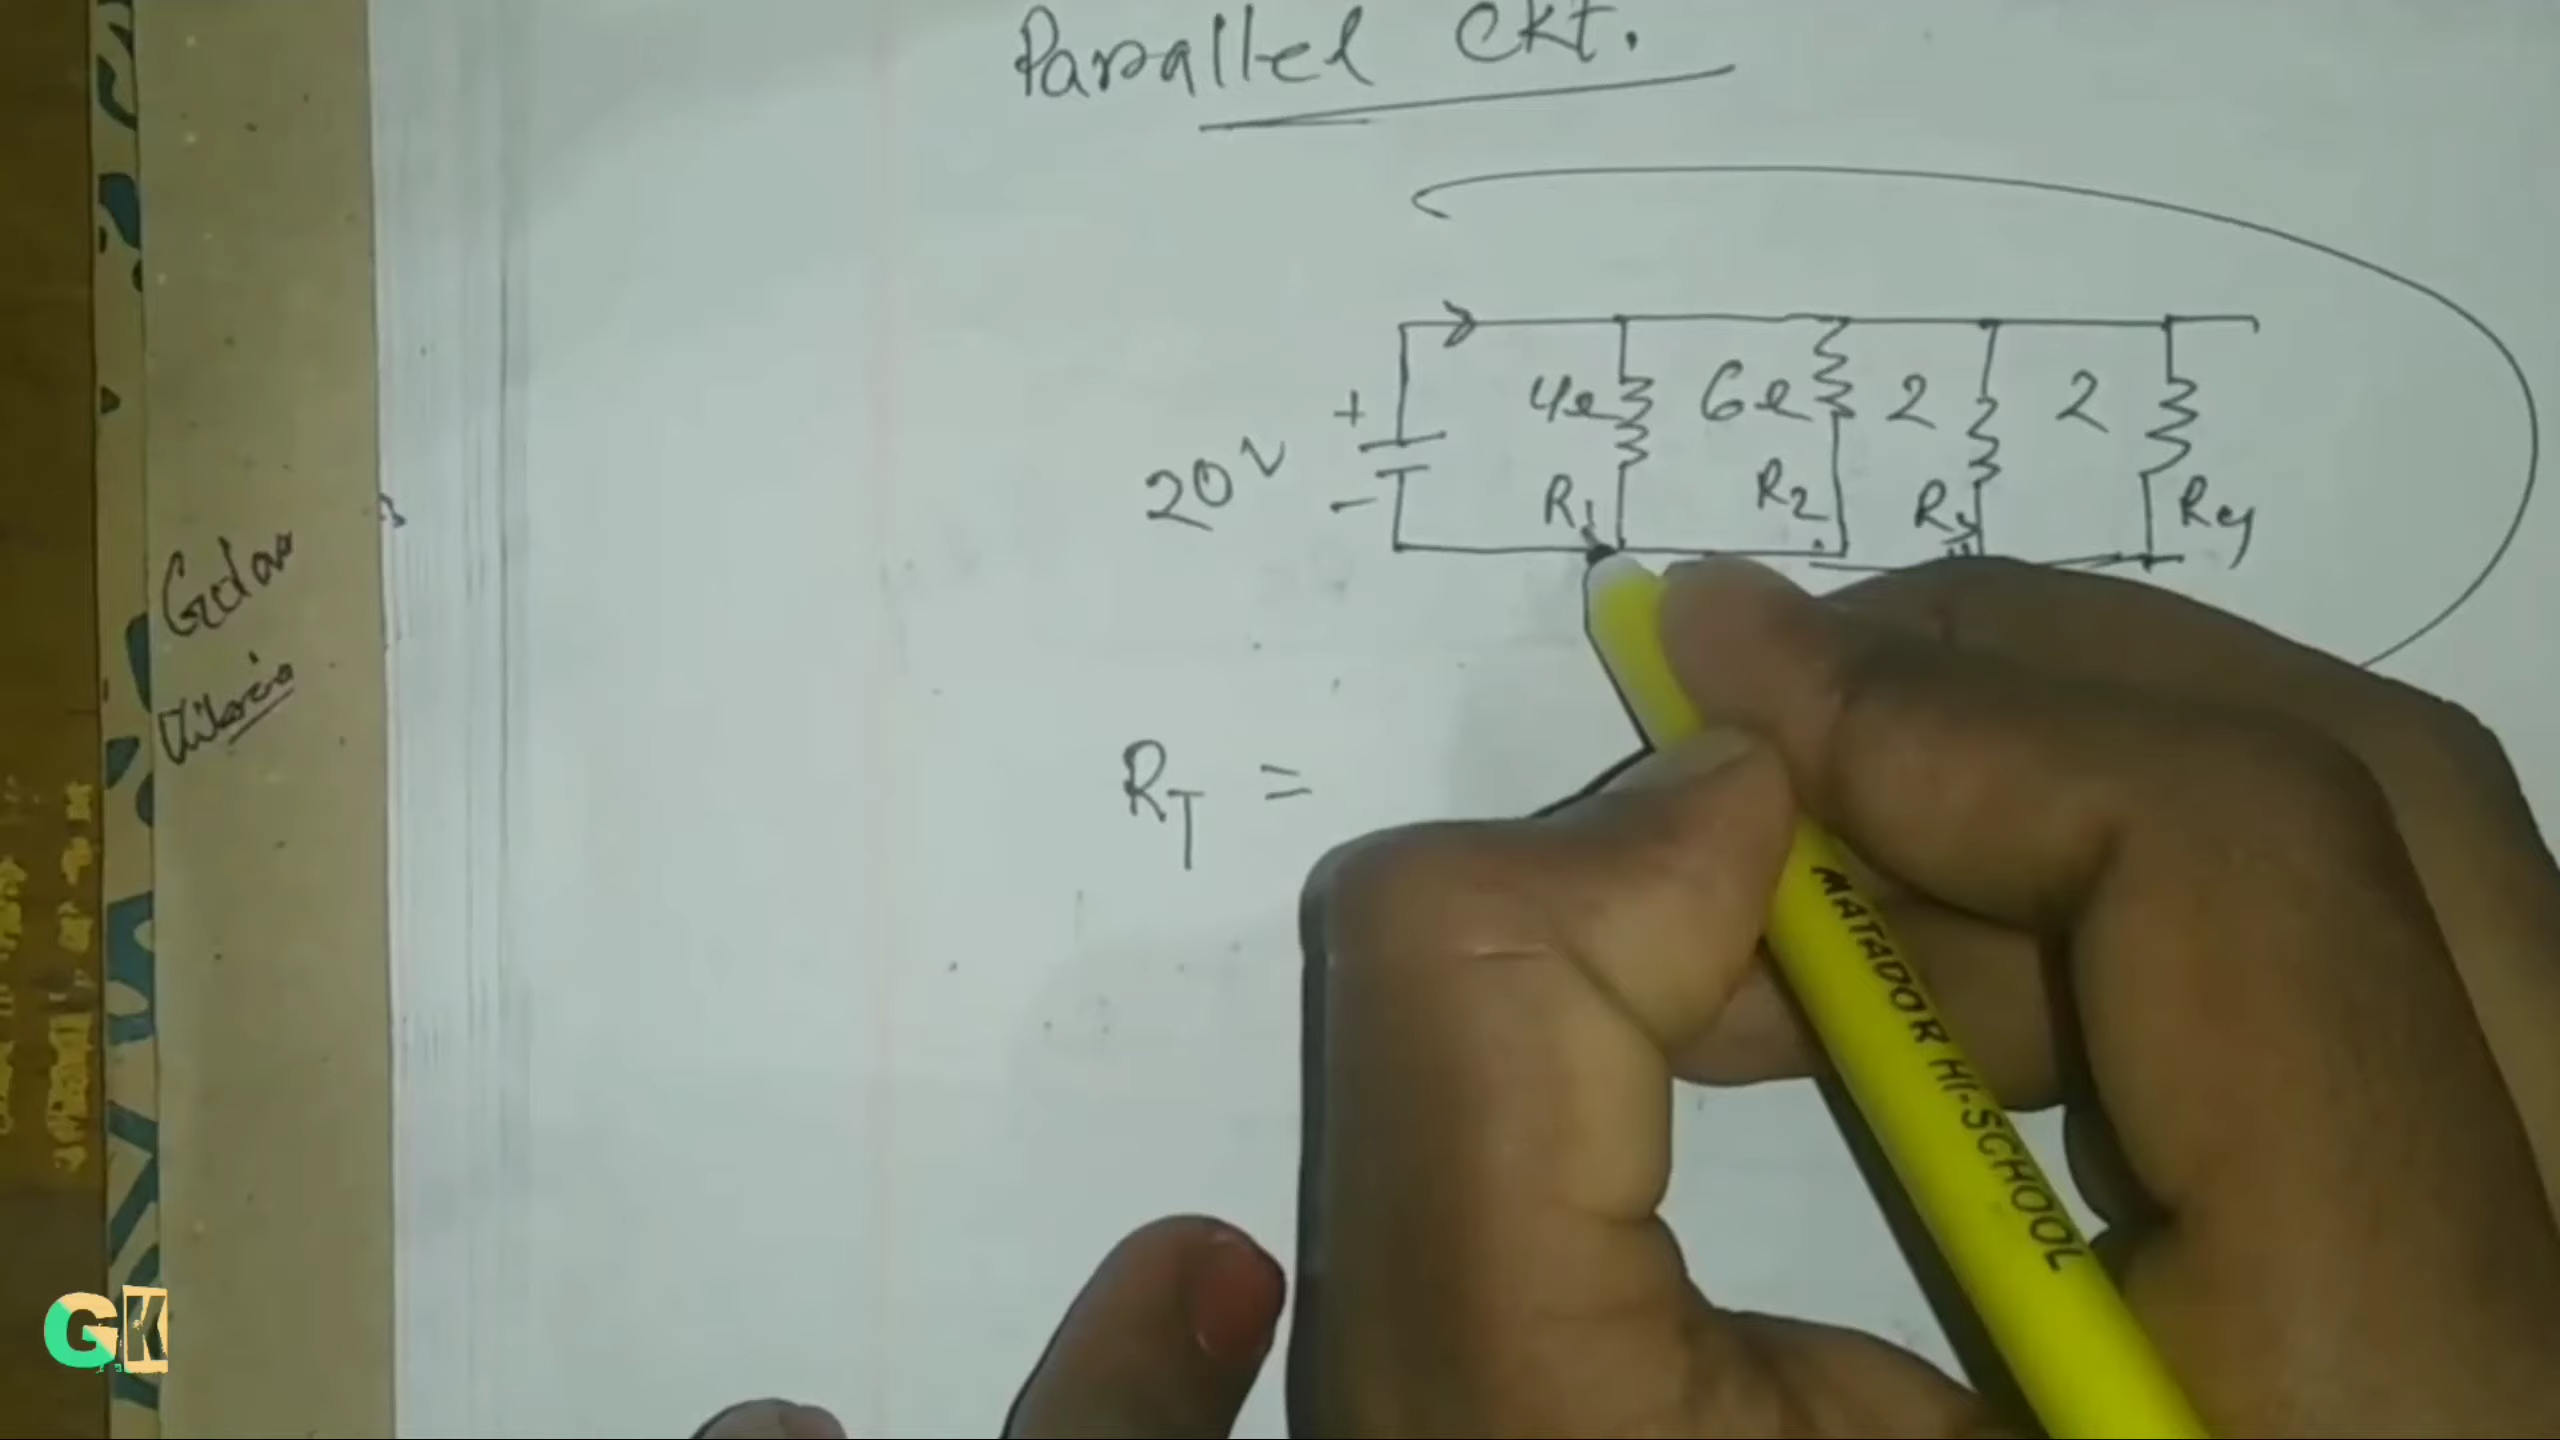 Parallel Ckt.
20V + -
4Ω 6Ω 2 2
R1 R2 R3 R4
RT =
MATADOR HI-SCHOOL
GK